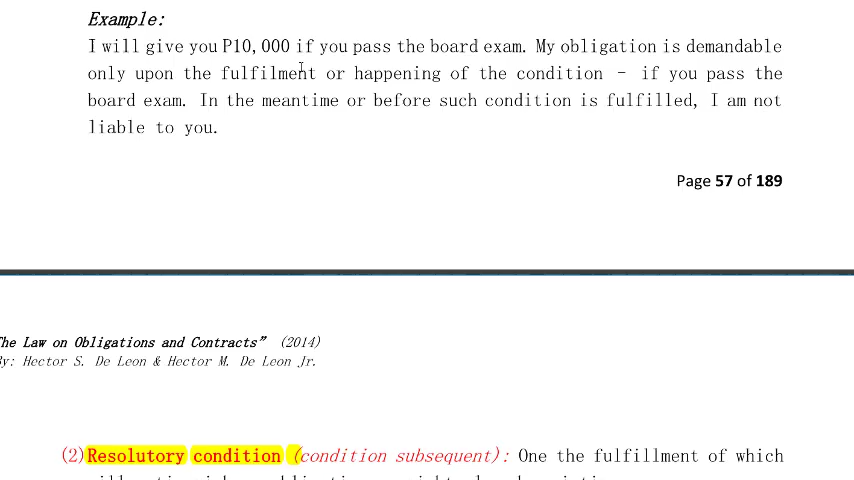 Example:
I will give you P10,000 if you pass the board exam. My obligation is demandable
only upon the fulfilment or happening of the condition – if you pass the
board exam. In the meantime or before such condition is fulfilled, I am not
liable to you.
Page 57 of 189
The Law on Obligations and Contracts” (2014)
By: Hector S. De Leon & Hector M. De Leon Jr.
(2)Resolutory condition (condition subsequent): One the fulfillment of which